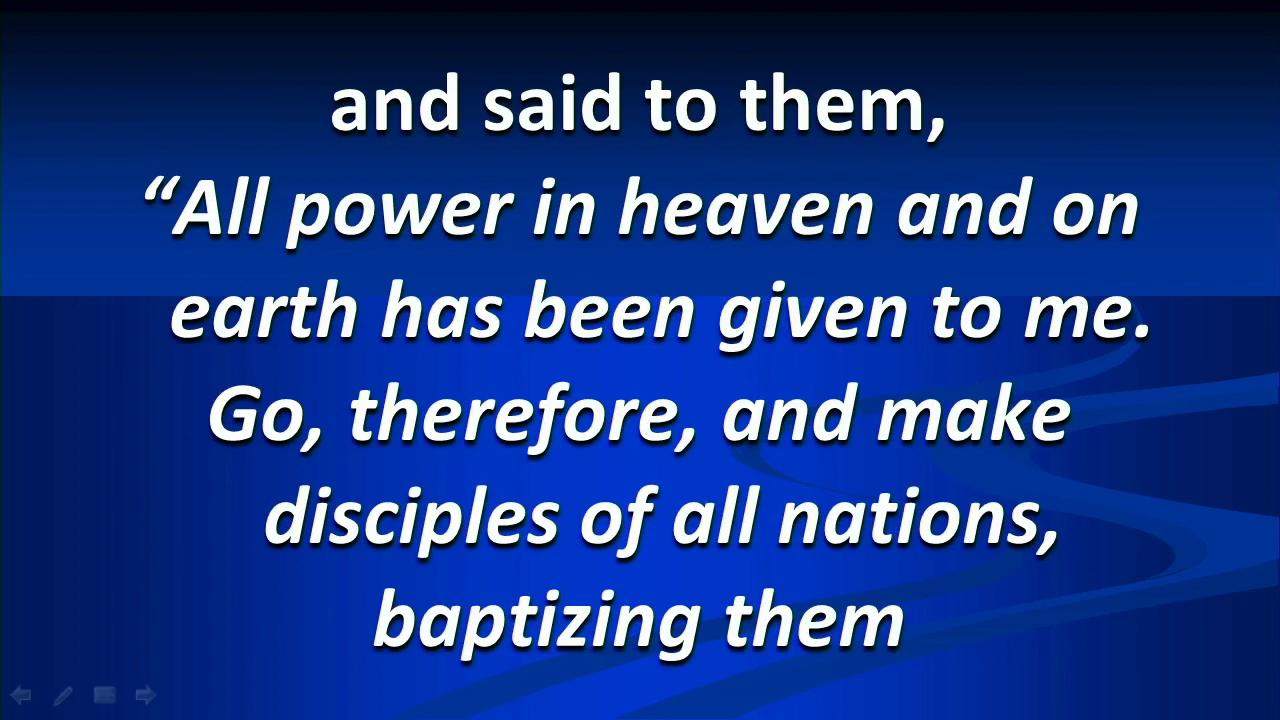 and said to them,
“All power in heaven and on
earth has been given to me.
Go, therefore, and make
disciples of all nations,
baptizing them